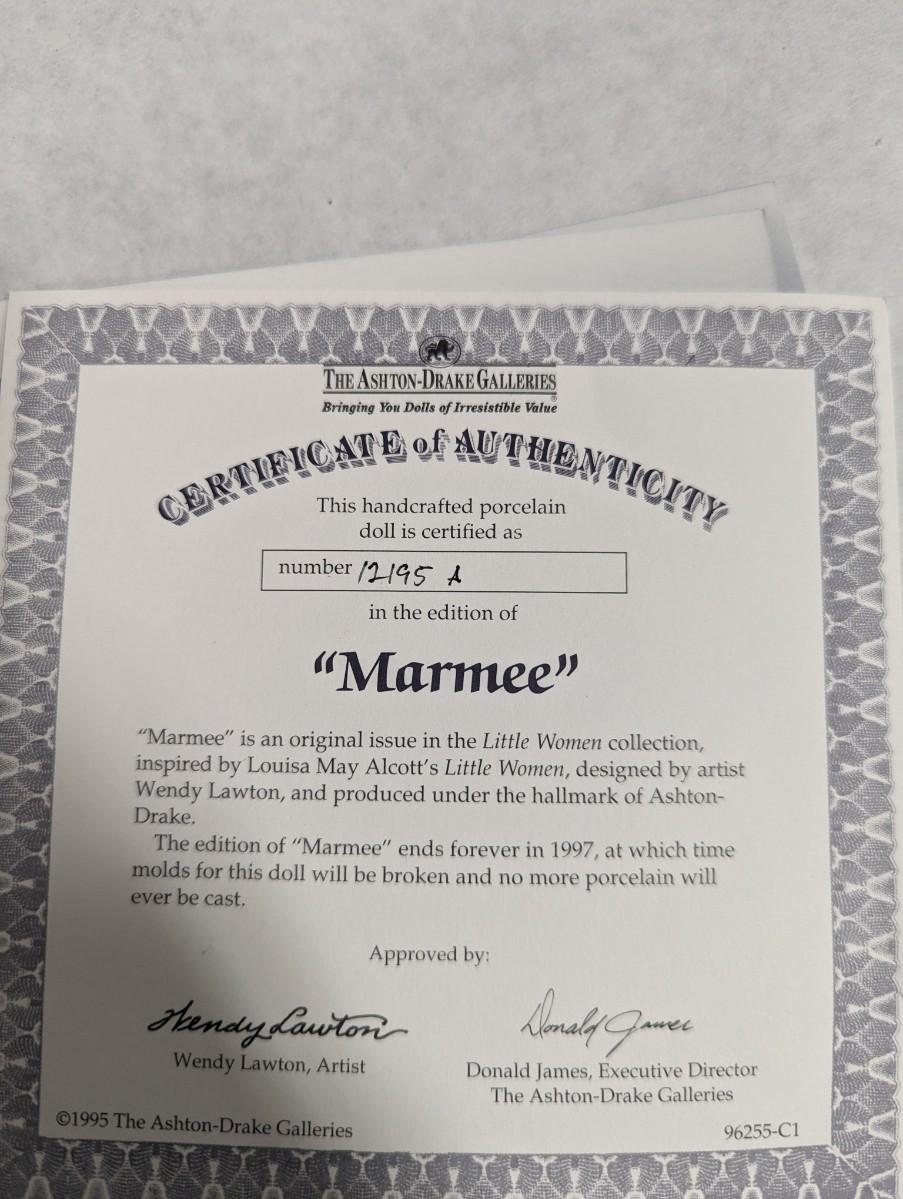 THE ASHTON-DRAKE GALLERIES
®
Bringing You Dolls of Irresistible Value
CERTIFICATE of AUTHENTICITY
This handcrafted porcelain
doll is certified as
number 12195 A
in the edition of
“Marmee”
“Marmee” is an original issue in the Little Women collection,
inspired by Louisa May Alcott’s Little Women, designed by artist
Wendy Lawton, and produced under the hallmark of Ashton-
Drake.
The edition of “Marmee” ends forever in 1997, at which time
molds for this doll will be broken and no more porcelain will
ever be cast.
Approved by:
Wendy Lawton
Wendy Lawton, Artist
Donald James
Donald James, Executive Director
The Ashton-Drake Galleries
©1995 The Ashton-Drake Galleries
96255-C1